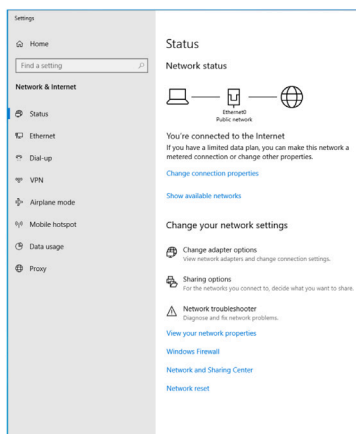 Settings
Home
Find a setting
Network & Internet
Status
Ethernet
Dial-up
VPN
Airplane mode
Mobile hotspot
Data usage
Proxy
Status
Network status
Ethernet0
Public network
You're connected to the Internet
If you have a limited data plan, you can make this network a
metered connection or change other properties.
Change connection properties
Show available networks
Change your network settings
Change adapter options
View network adapters and change connection settings.
Sharing options
For the networks you connect to, decide what you want to share.
Network troubleshooter
Diagnose and fix network problems.
View your network properties
Windows Firewall
Network and Sharing Center
Network reset